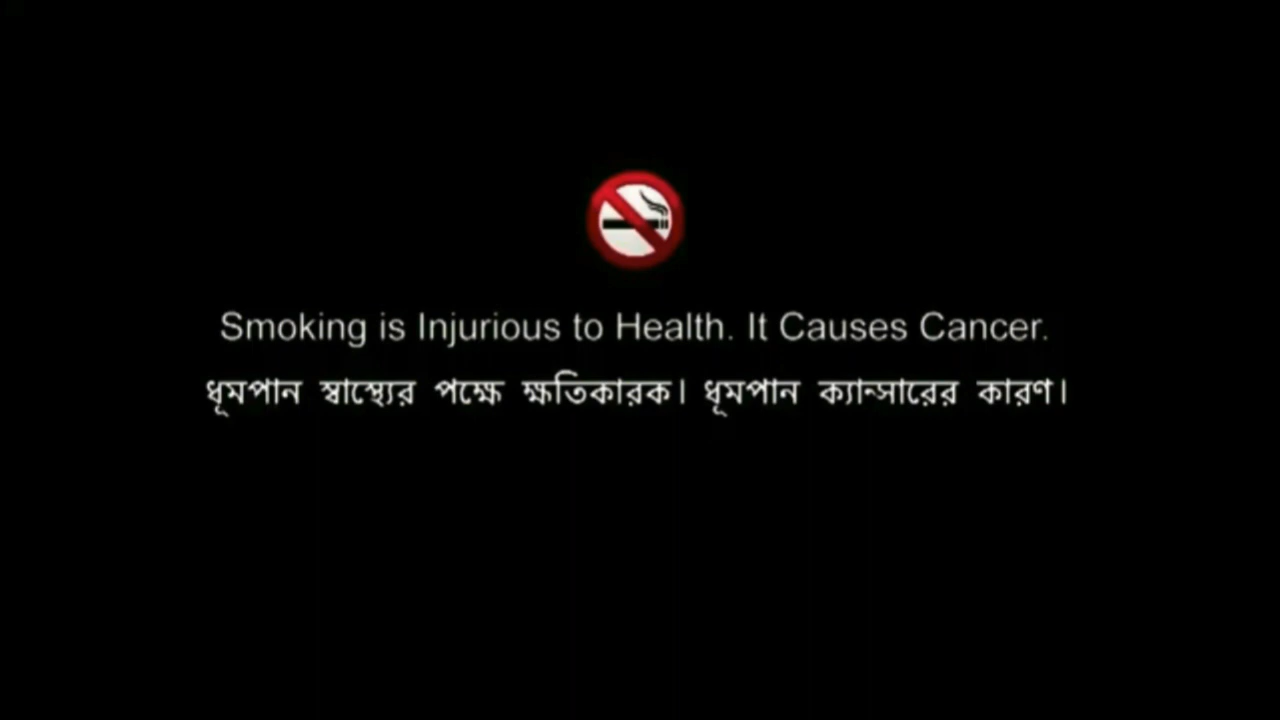 Smoking is Injurious to Health. It Causes Cancer.
ধূমপান স্বাস্থ্যের পক্ষে ক্ষতিকারক। ধূমপান ক্যান্সারের কারণ।